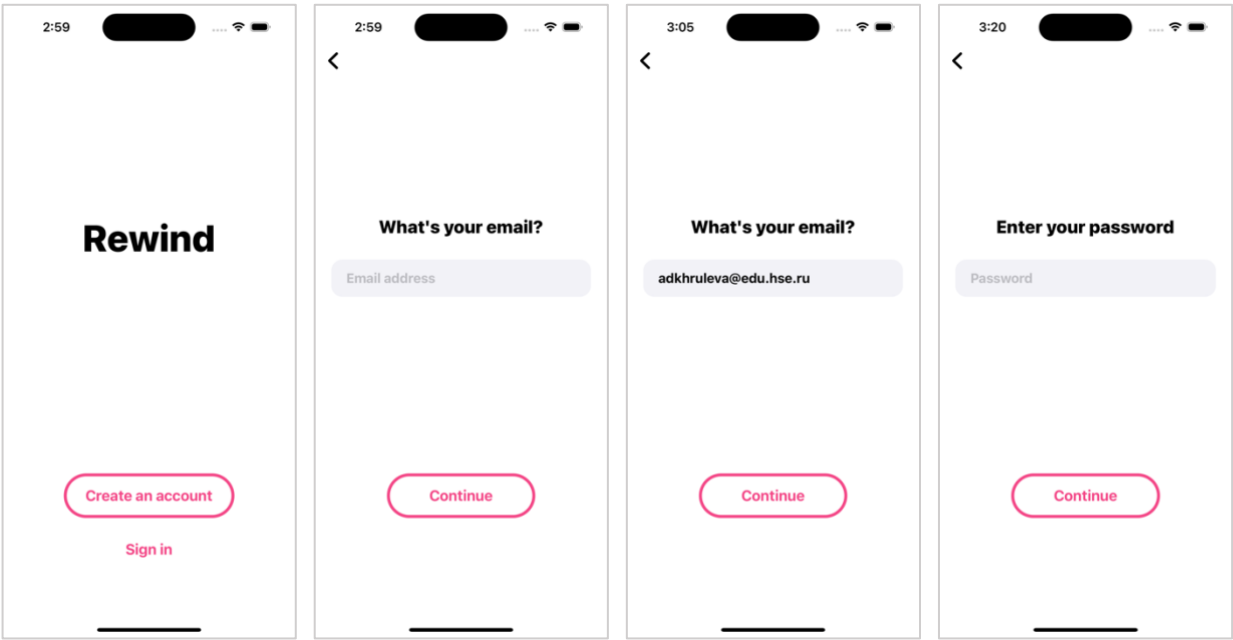 2:59
Rewind
Create an account
Sign in
2:59
What's your email?
Email address
Continue
3:05
What's your email?
adkhruleva@edu.hse.ru
Continue
3:20
Enter your password
Password
Continue